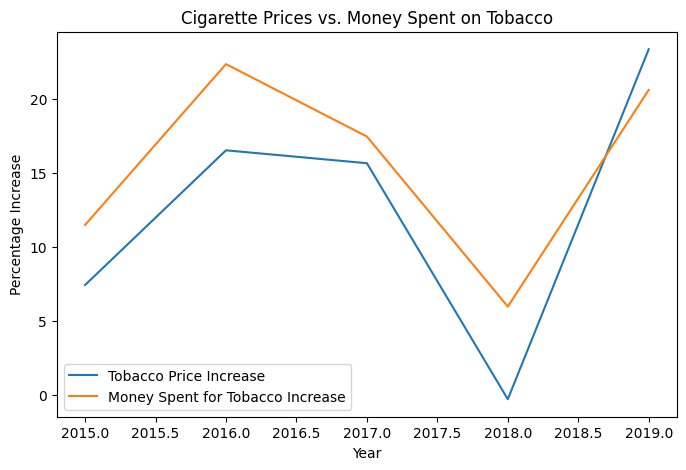 Cigarette Prices vs. Money Spent on Tobacco
Percentage Increase
20
15
10
5
0
Tobacco Price Increase
Money Spent for Tobacco Increase
2015.0 2015.5 2016.0 2016.5 2017.0 2017.5 2018.0 2018.5 2019.0
Year